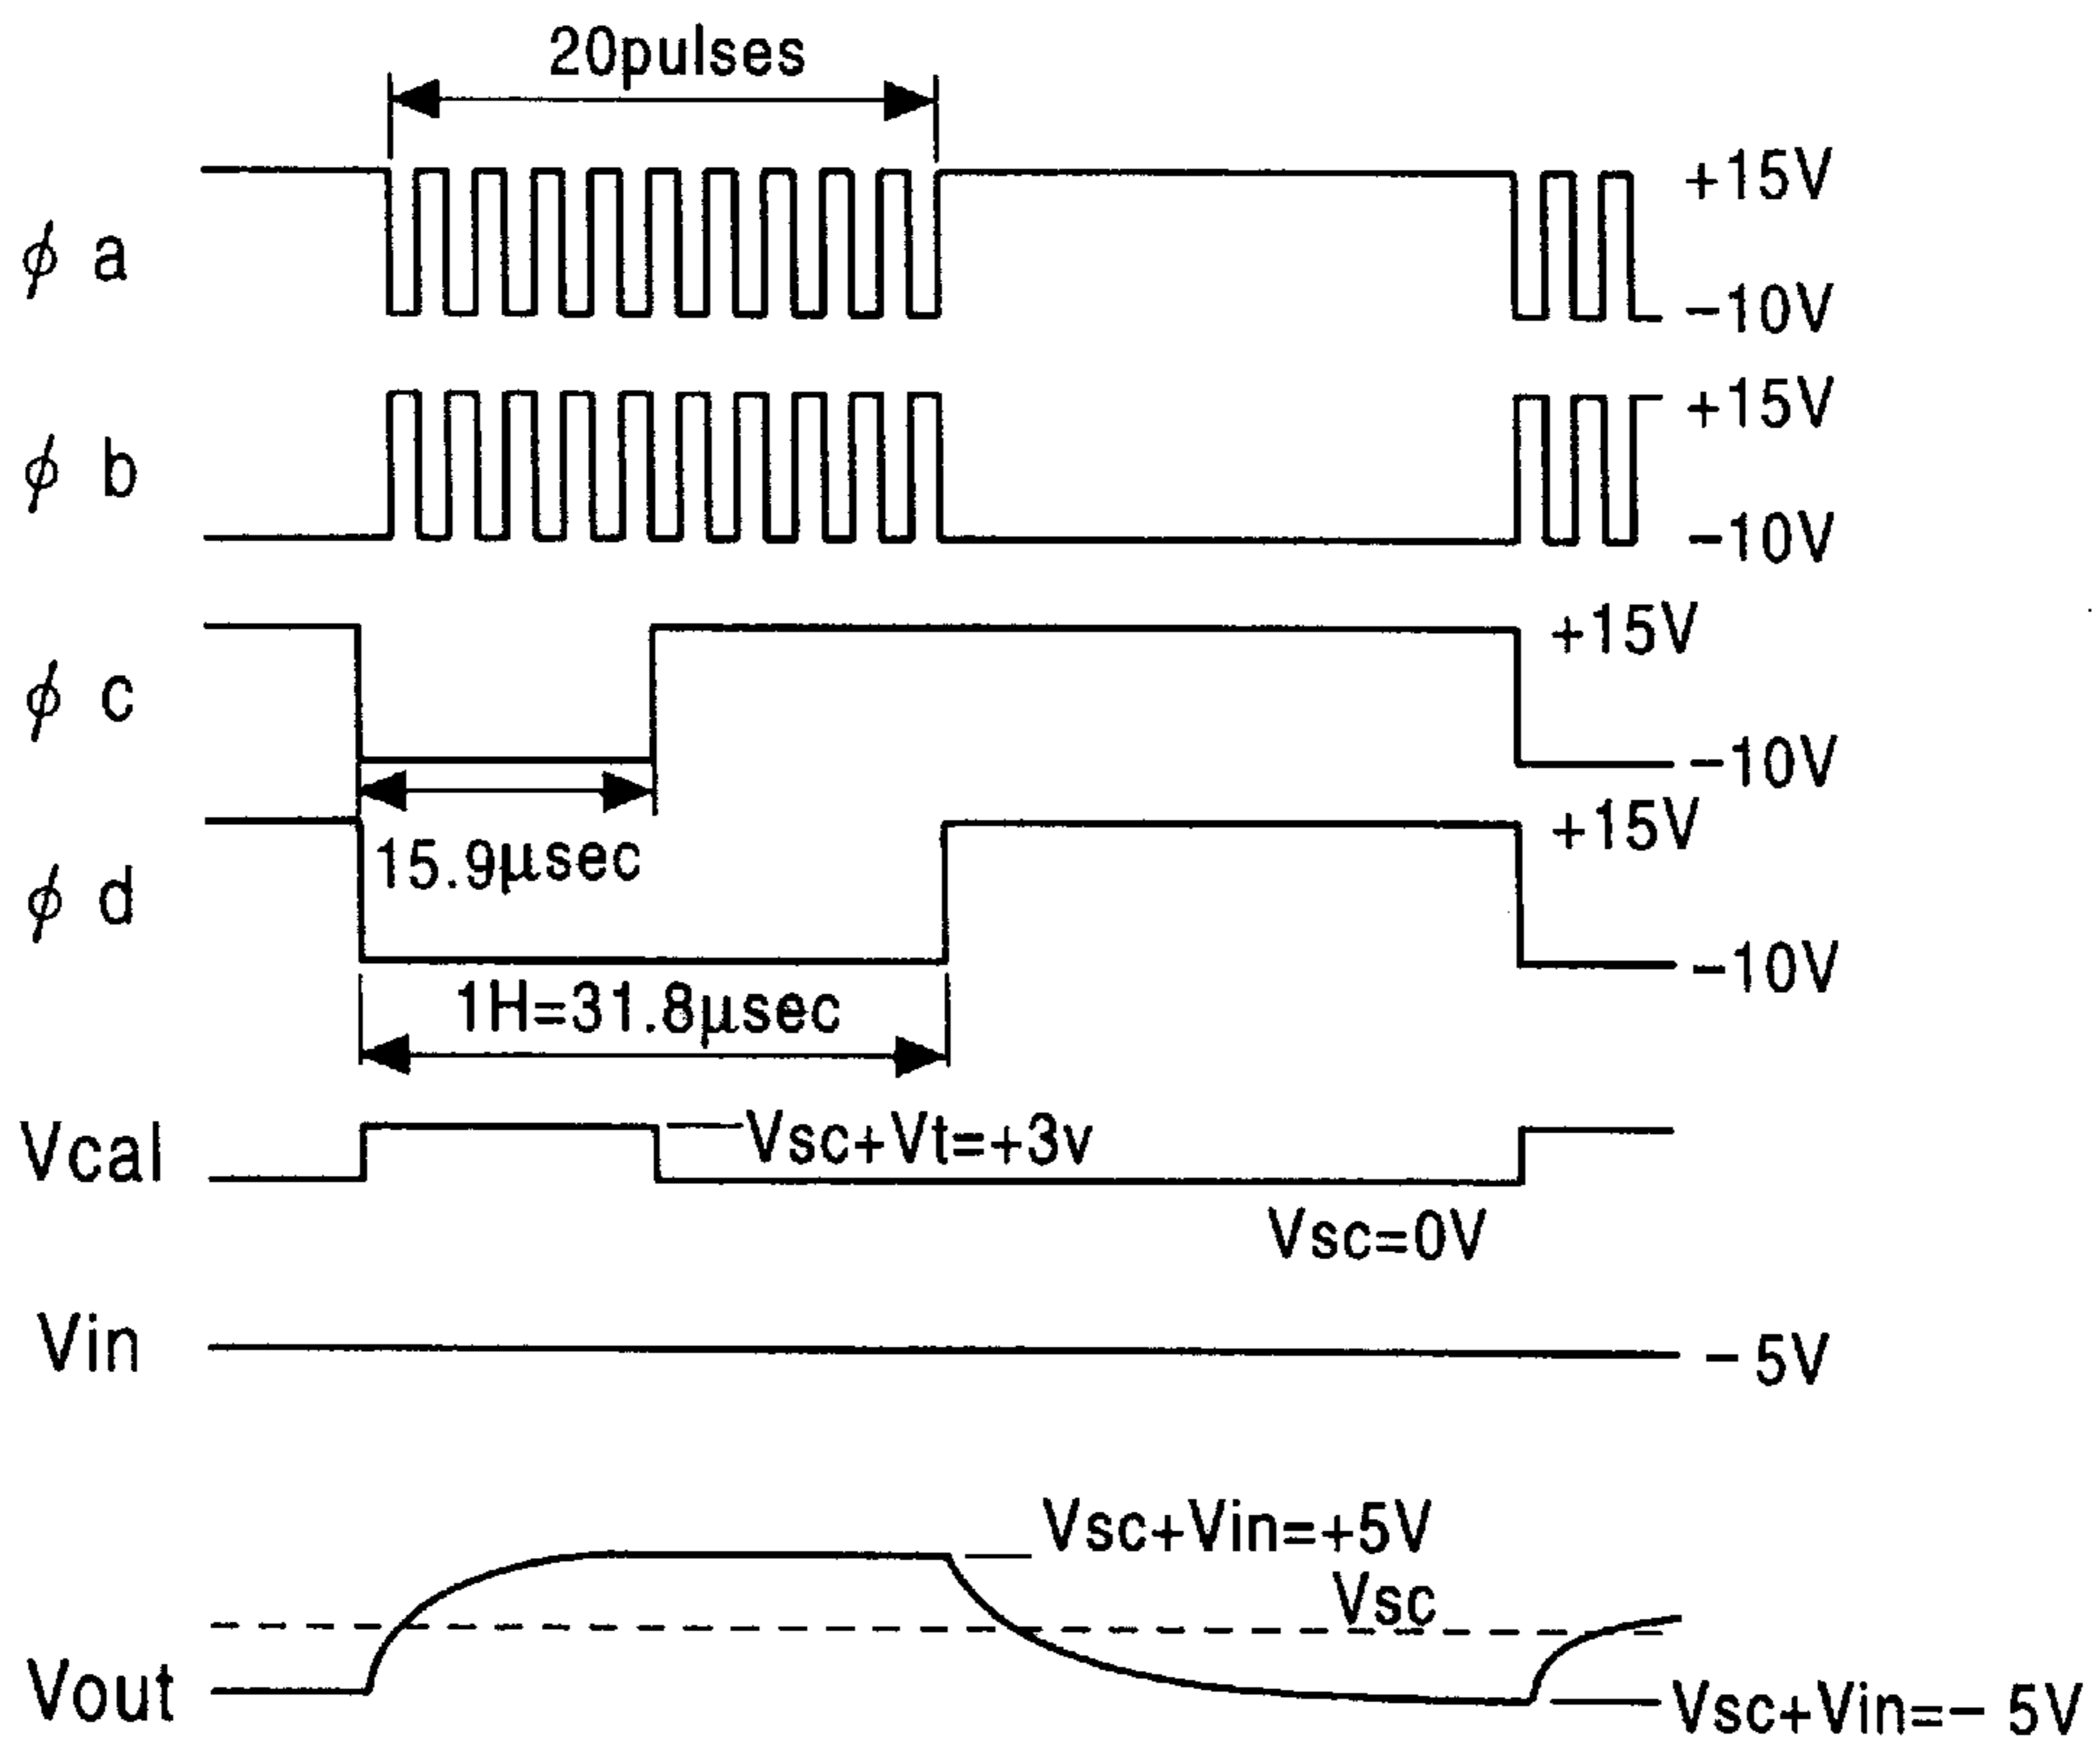 20pulses
+15V
ϕ a
−10V
+15V
ϕ b
−10V
+15V
ϕ c
−10V
+15V
15.9μsec
ϕ d
−10V
1H=31.8μsec
Vcal
Vsc+Vt=+3v
Vsc=0V
Vin
−5V
Vsc+Vin=+5V
Vsc
Vout
Vsc+Vin=−5V